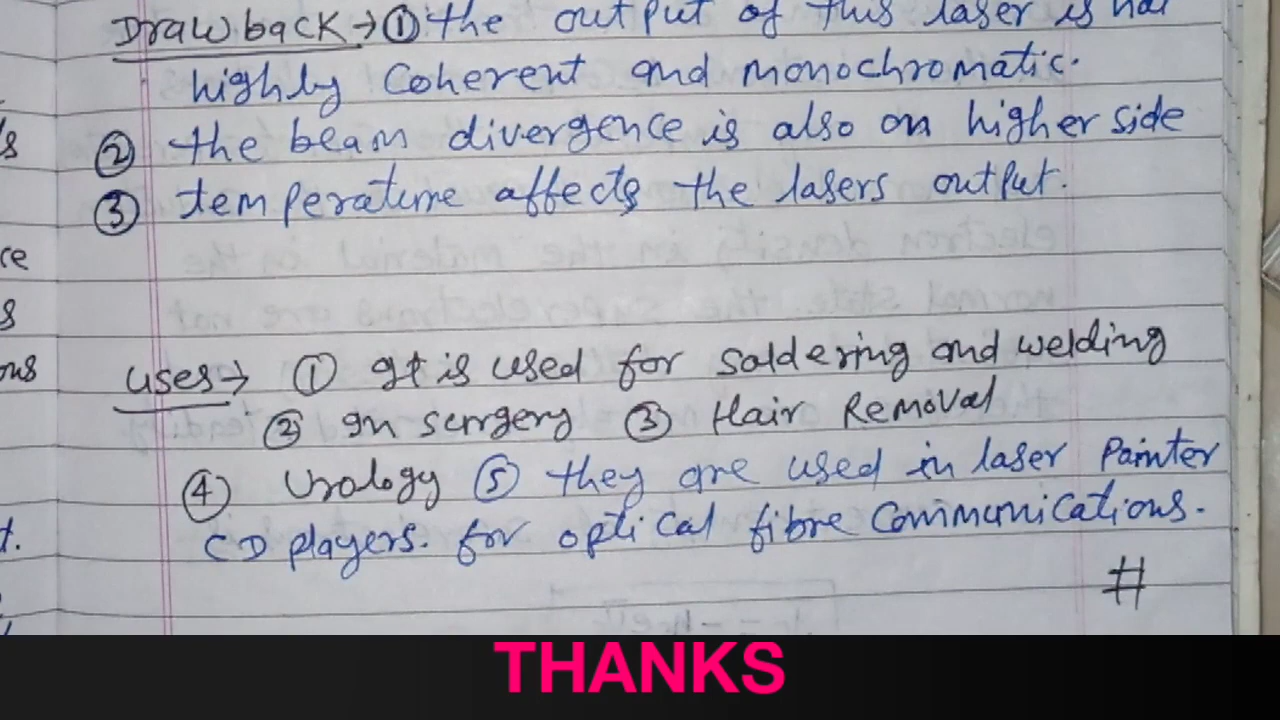 Drawback → ① the output of this laser is not
highly Coherent and monochromatic.
② the beam divergence is also on higher side
③ temperature affects the lasers output.
uses → ① It is used for soldering and welding
② In surgery ③ Hair Removal
④ Urology ⑤ they are used in laser Painter
CD players. for optical fibre Communications.
#
THANKS